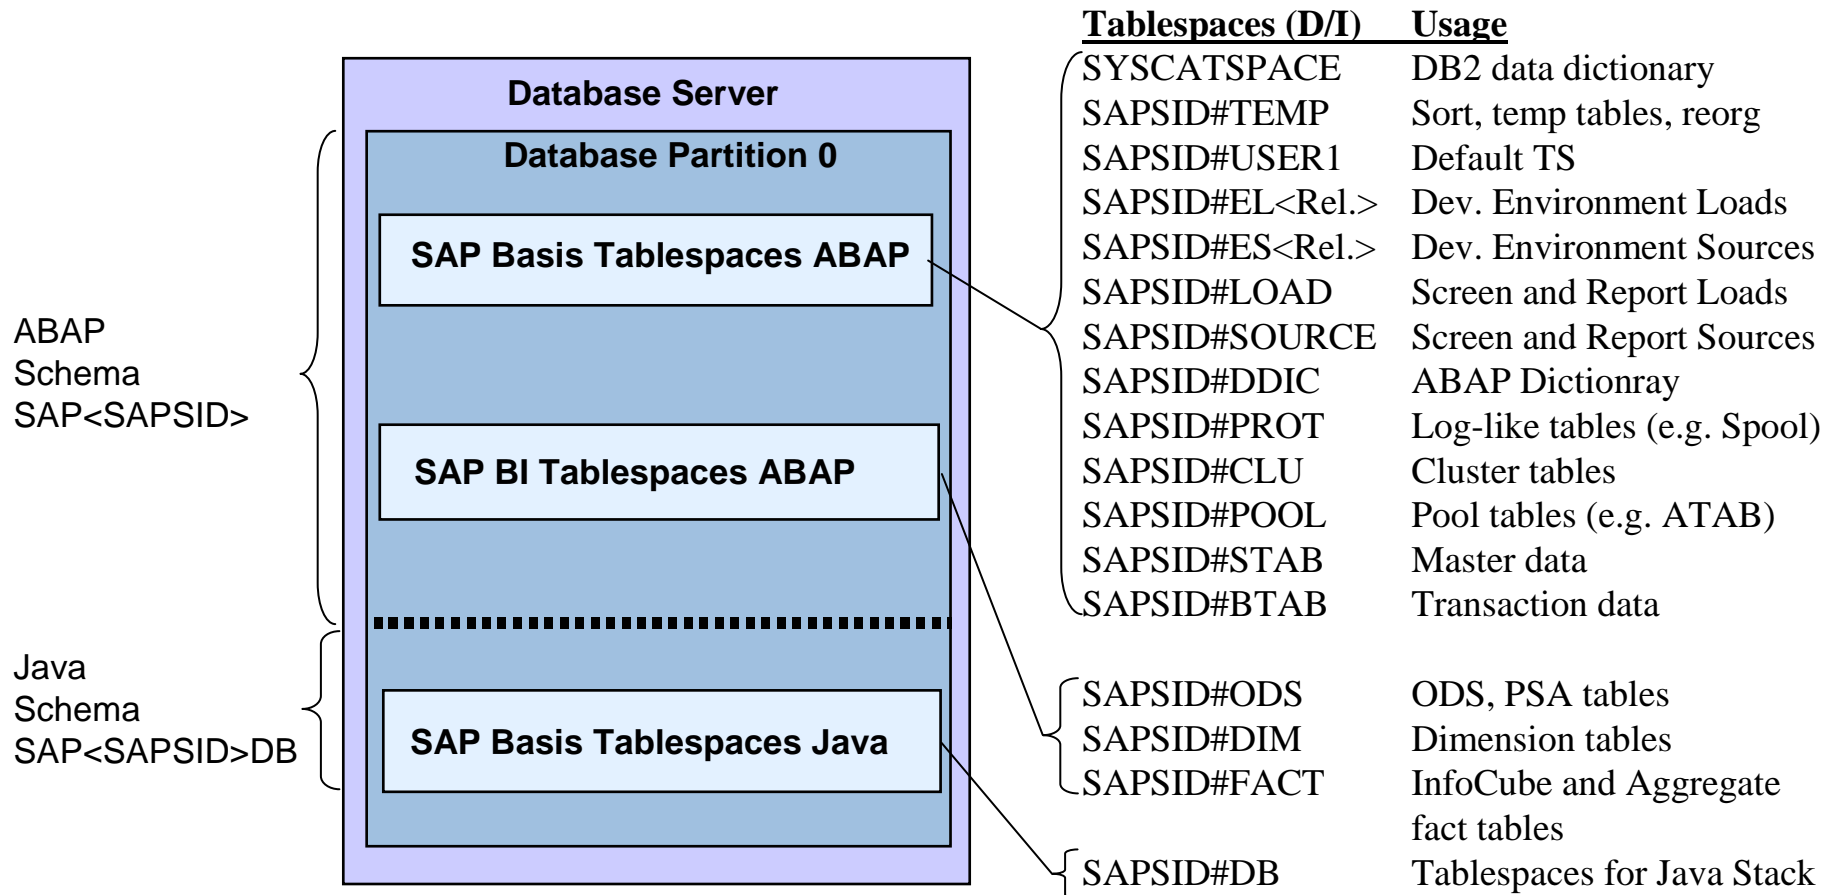 Tablespaces (D/I) Usage
SYSCATSPACE DB2 data dictionary
SAPSID#TEMP Sort, temp tables, reorg
SAPSID#USER1 Default TS
SAPSID#EL<Rel.> Dev. Environment Loads
SAPSID#ES<Rel.> Dev. Environment Sources
SAPSID#LOAD Screen and Report Loads
SAPSID#SOURCE Screen and Report Sources
SAPSID#DDIC ABAP Dictionray
SAPSID#PROT Log-like tables (e.g. Spool)
SAPSID#CLU Cluster tables
SAPSID#POOL Pool tables (e.g. ATAB)
SAPSID#STAB Master data
SAPSID#BTAB Transaction data
SAPSID#ODS ODS, PSA tables
SAPSID#DIM Dimension tables
SAPSID#FACT InfoCube and Aggregate
fact tables
SAPSID#DB Tablespaces for Java Stack
Database Server
Database Partition 0
SAP Basis Tablespaces ABAP
SAP BI Tablespaces ABAP
SAP Basis Tablespaces Java
ABAP
Schema
SAP<SAPSID>
Java
Schema
SAP<SAPSID>DB